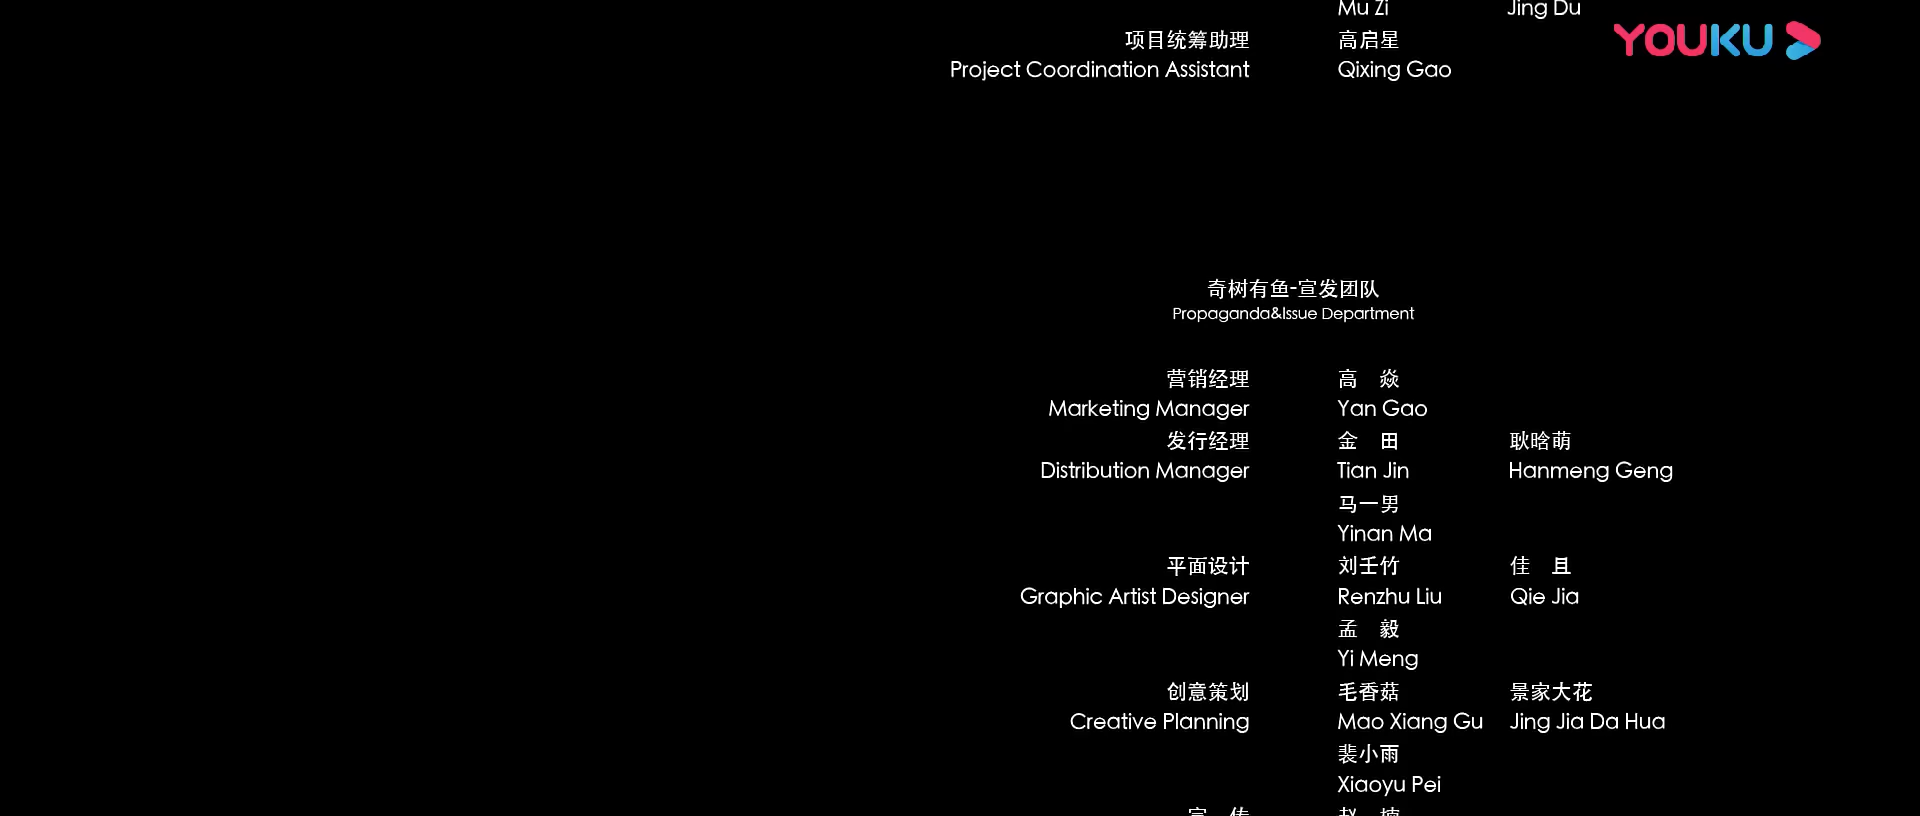 Mu Zi Jing Du
项目统筹助理 高启星
Project Coordination Assistant Qixing Gao
YOUKU
奇树有鱼-宣发团队
Propaganda&Issue Department
营销经理 高 焱
Marketing Manager Yan Gao
发行经理 金 田 耿晗萌
Distribution Manager Tian Jin Hanmeng Geng
马一男
Yinan Ma
平面设计 刘壬竹 佳 且
Graphic Artist Designer Renzhu Liu Qie Jia
孟 毅
Yi Meng
创意策划 毛香菇 景家大花
Creative Planning Mao Xiang Gu Jing Jia Da Hua
裴小雨
Xiaoyu Pei